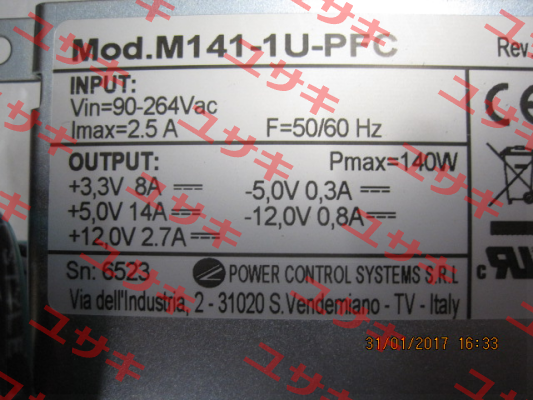 Mod.M141-1U-PFC Rev.
INPUT:
Vin=90-264Vac
Imax=2.5 A F=50/60 Hz
OUTPUT: Pmax=140W
+3,3V 8A -5,0V 0,3A
+5,0V 14A -12,0V 0,8A
+12,0V 2.7A
Sn: 6523 POWER CONTROL SYSTEMS S.R.L
Via dell'Industria, 2 - 31020 S.Vendemiano - TV - Italy
CE
c RU
31/01/2017 16:33
ユサキ